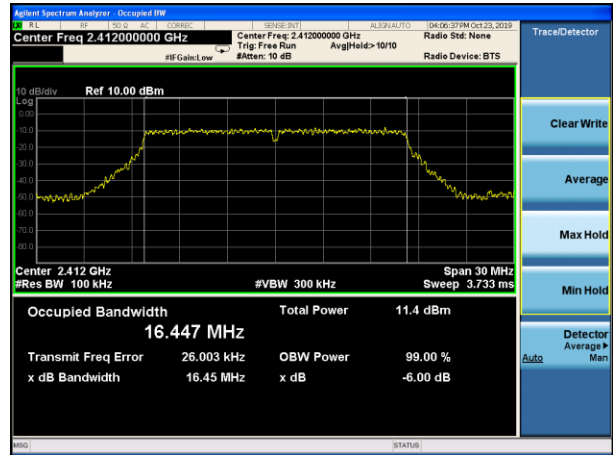 Agilent Spectrum Analyzer - Occupied BW
RL RF 50 Ω AC CORREC SENSE:INT ALIGNAUTO 04:06:37PM Oct 23, 2019
Center Freq 2.412000000 GHz Center Freq: 2.412000000 GHz Radio Std: None
Trig: Free Run Avg|Hold:> 10/10
#IFGain:Low #Atten: 10 dB Radio Device: BTS
Trace/Detector
10 dB/div Ref 10.00 dBm
Log
0.00
-10.0
-20.0
-30.0
-40.0
-50.0
-60.0
-70.0
-80.0
Center 2.412 GHz Span 30 MHz
#Res BW 100 kHz #VBW 300 kHz Sweep 3.733 ms
Occupied Bandwidth Total Power 11.4 dBm
16.447 MHz
Transmit Freq Error 26.003 kHz OBW Power 99.00 %
x dB Bandwidth 16.45 MHz x dB -6.00 dB
Clear Write
Average
Max Hold
Min Hold
Detector
Average▶
Auto Man
MSG STATUS